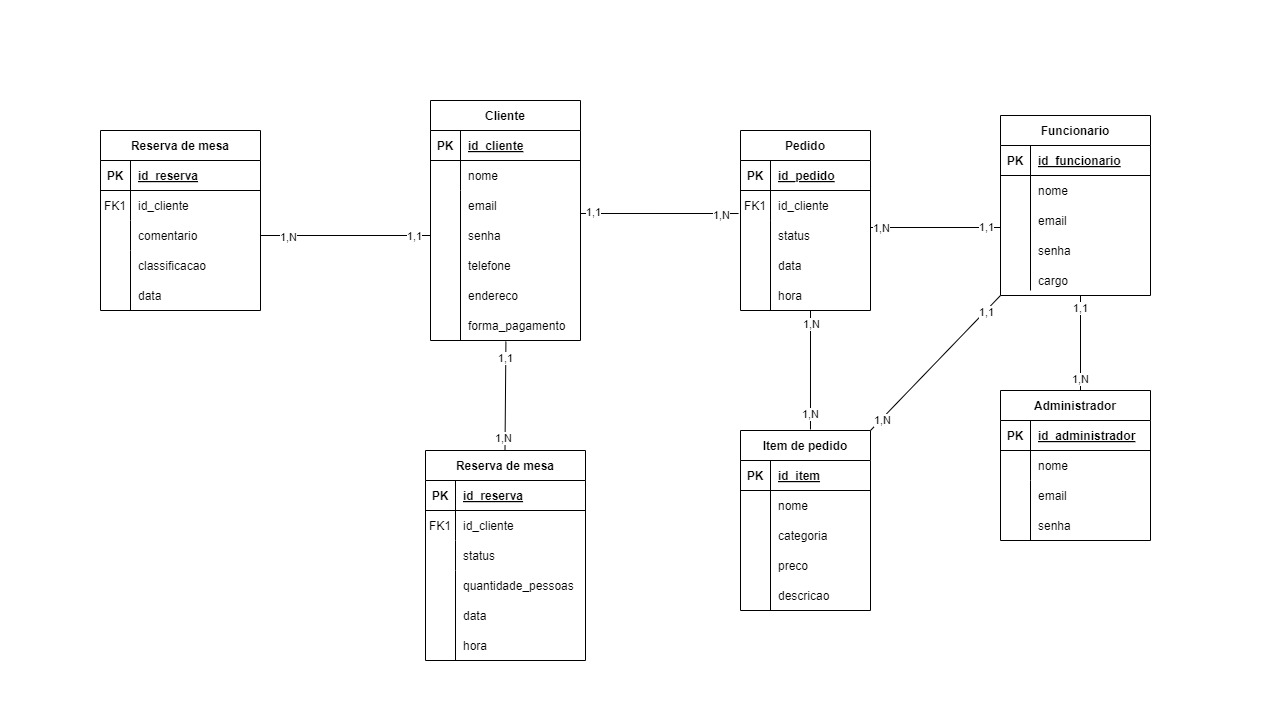 Reserva de mesa
PK id_reserva
FK1 id_cliente
comentario
classificacao
data
1,N
1,1
Cliente
PK id_cliente
nome
email
senha
telefone
endereco
forma_pagamento
1,1
1,N
1,1
1,N
Reserva de mesa
PK id_reserva
FK1 id_cliente
status
quantidade_pessoas
data
hora
Pedido
PK id_pedido
FK1 id_cliente
status
data
hora
1,N
1,1
1,N
1,N
Item de pedido
PK id_item
nome
categoria
preco
descricao
Funcionario
PK id_funcionario
nome
email
senha
cargo
1,1
1,N
1,1
1,N
Administrador
PK id_administrador
nome
email
senha